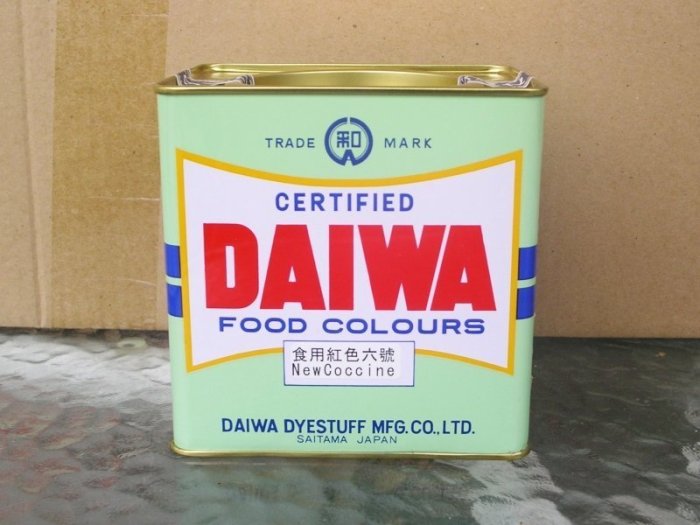 TRADE 和 MARK
CERTIFIED
DAIWA
FOOD COLOURS
食用紅色六號
NewCoccine
DAIWA DYESTUFF MFG.CO.,LTD.
SAITAMA JAPAN